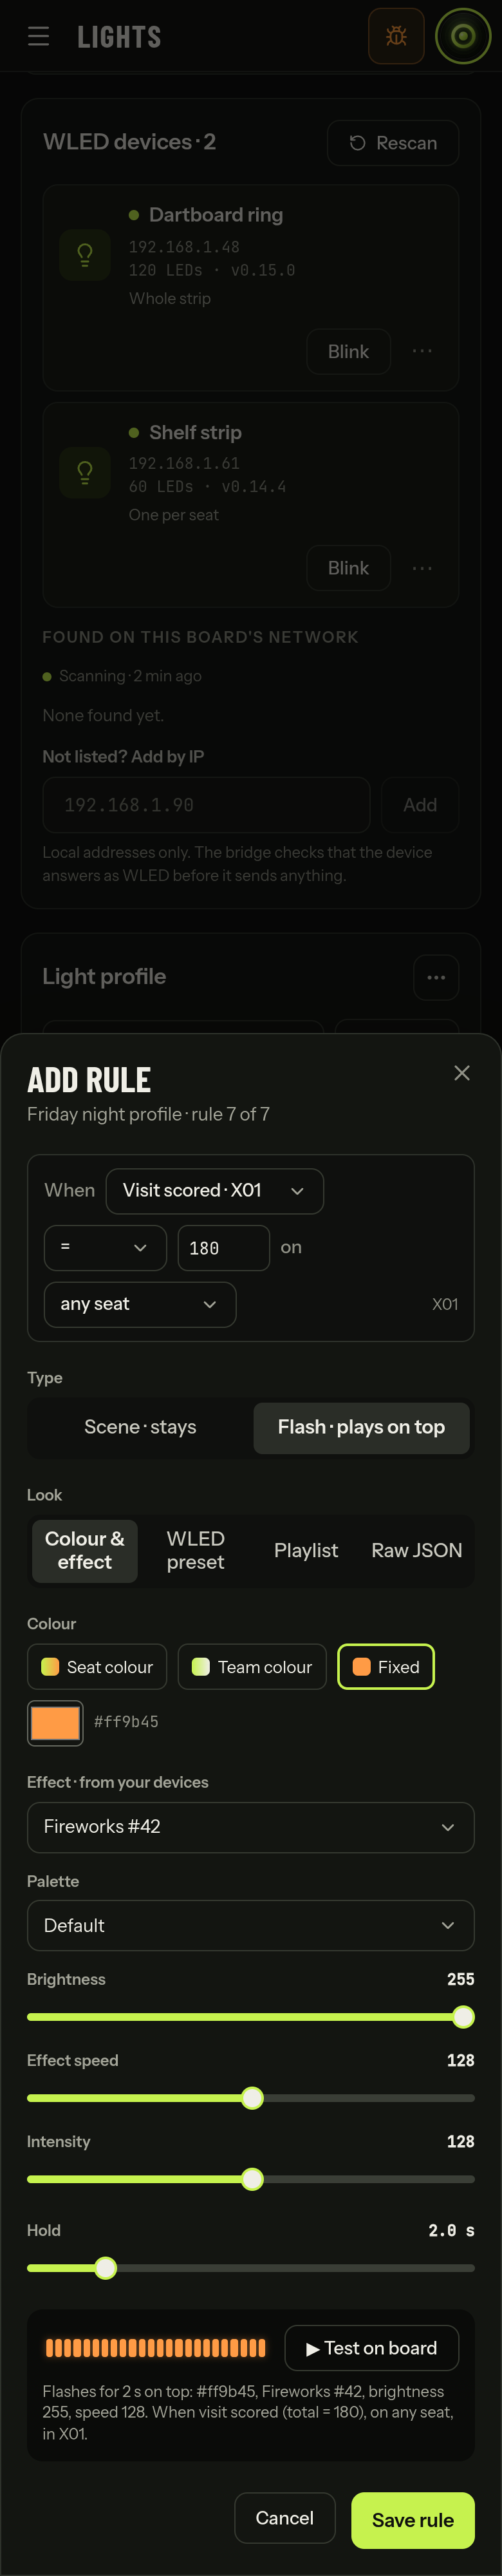 LIGHTS
WLED devices · 2
Rescan
Dartboard ring
192.168.1.48
120 LEDs · v0.15.0
Whole strip
Blink
···
Shelf strip
192.168.1.61
60 LEDs · v0.14.4
One per seat
Blink
···
FOUND ON THIS BOARD'S NETWORK
Scanning · 2 min ago
None found yet.
Not listed? Add by IP
192.168.1.90
Add
Local addresses only. The bridge checks that the device
answers as WLED before it sends anything.
Light profile
···
ADD RULE
Friday night profile · rule 7 of 7
When
Visit scored · X01
=
180
on
any seat
X01
Type
Scene · stays
Flash · plays on top
Look
Colour &
effect
WLED
preset
Playlist
Raw JSON
Colour
Seat colour
Team colour
Fixed
#ff9b45
Effect · from your devices
Fireworks #42
Palette
Default
Brightness
255
Effect speed
128
Intensity
128
Hold
2.0 s
▶ Test on board
Flashes for 2 s on top: #ff9b45, Fireworks #42, brightness
255, speed 128. When visit scored (total = 180), on any seat,
in X01.
Cancel
Save rule